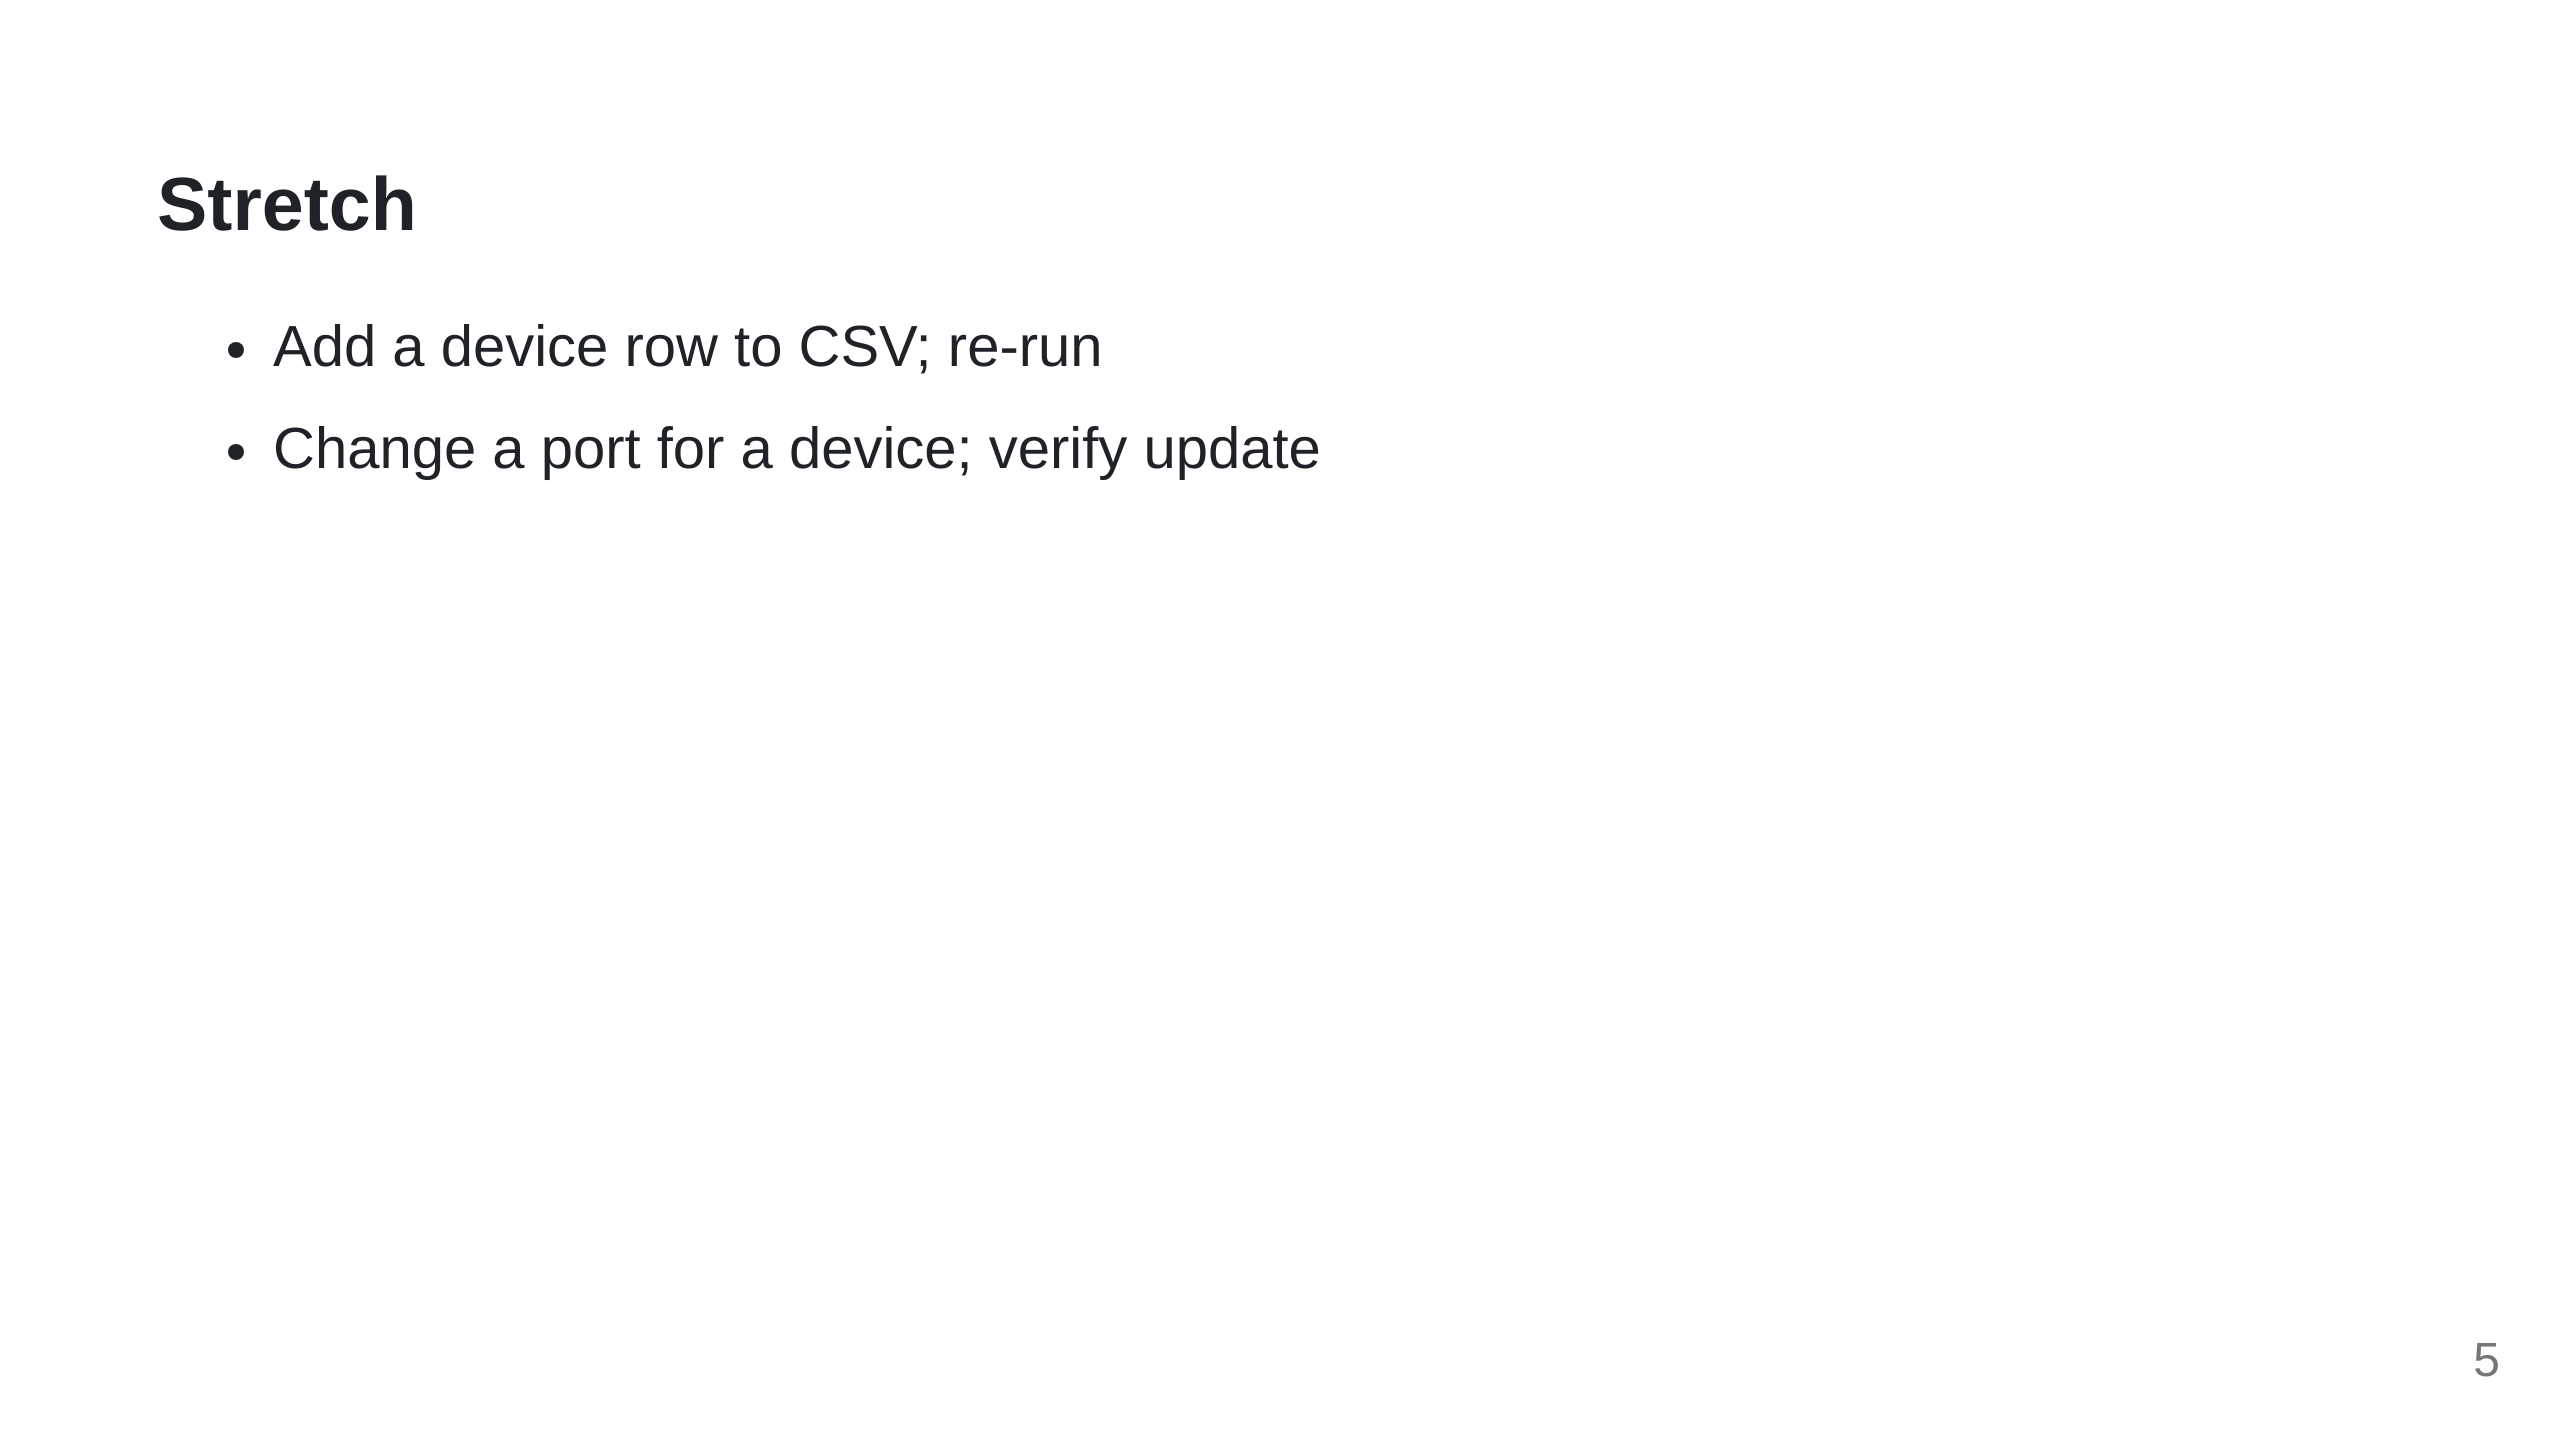 Stretch
• Add a device row to CSV; re-run
• Change a port for a device; verify update
5